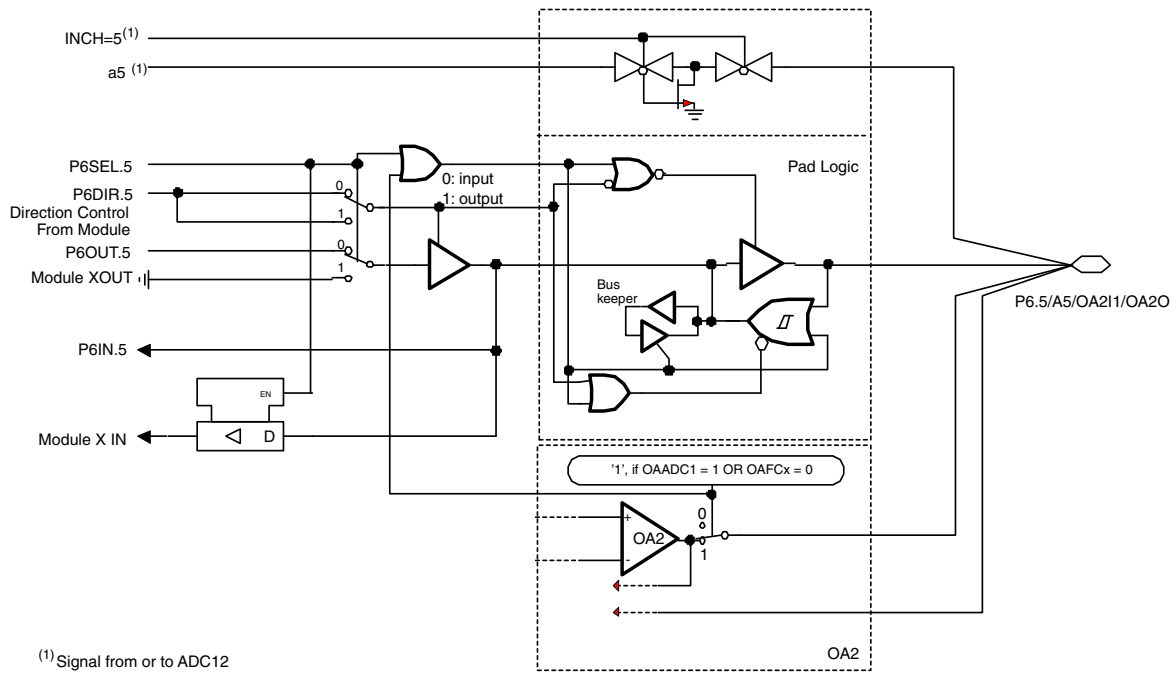 INCH=5(1)
a5 (1)
P6SEL.5
Pad Logic
0: input
1: output
P6DIR.5
0
1
Direction Control
From Module
P6OUT.5
0
1
Module XOUT
Bus
keeper
P6.5/A5/OA2I1/OA2O
P6IN.5
EN
D
Module X IN
'1', if OAADC1 = 1 OR OAFCx = 0
0
1
+
-
OA2
OA2
(1) Signal from or to ADC12